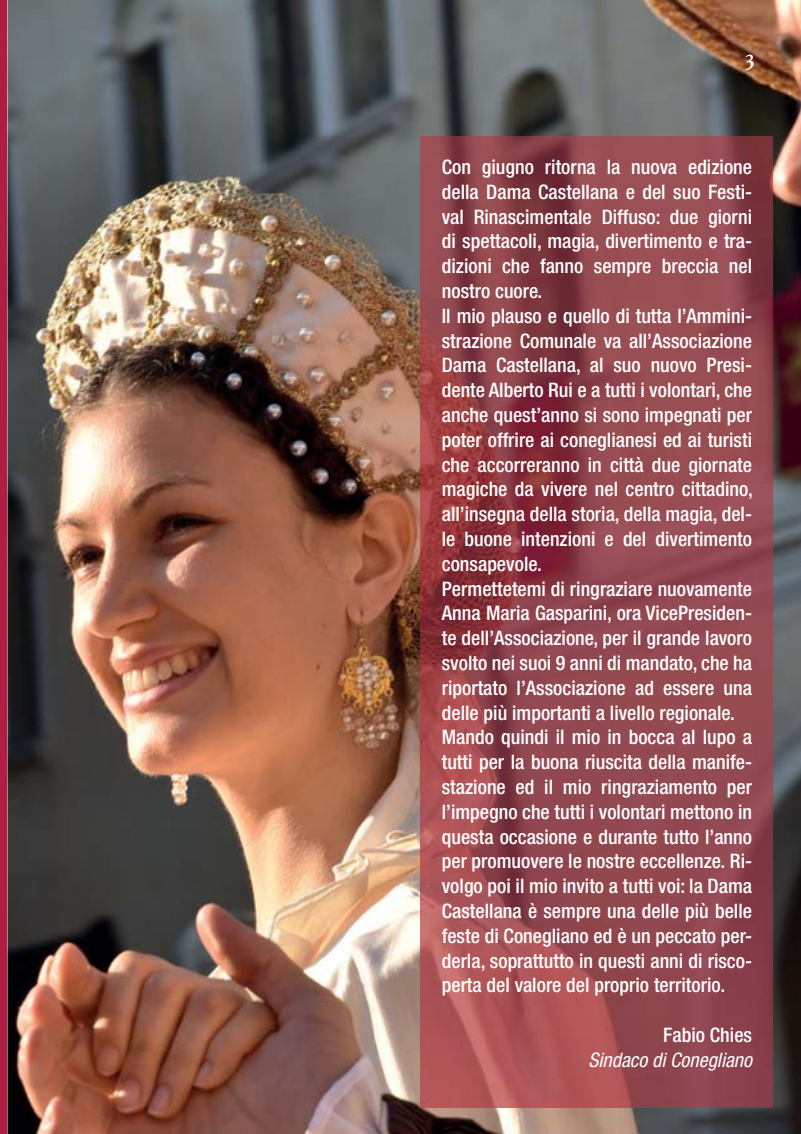 3
Con giugno ritorna la nuova edizione
della Dama Castellana e del suo Festi-
val Rinascimentale Diffuso: due giorni
di spettacoli, magia, divertimento e tra-
dizioni che fanno sempre breccia nel
nostro cuore.
Il mio plauso e quello di tutta l'Ammini-
strazione Comunale va all'Associazione
Dama Castellana, al suo nuovo Presi-
dente Alberto Rui e a tutti i volontari, che
anche quest'anno si sono impegnati per
poter offrire ai coneglianesi ed ai turisti
che accorreranno in città due giornate
magiche da vivere nel centro cittadino,
all'insegna della storia, della magia, del-
le buone intenzioni e del divertimento
consapevole.
Permettetemi di ringraziare nuovamente
Anna Maria Gasparini, ora VicePresiden-
te dell'Associazione, per il grande lavoro
svolto nei suoi 9 anni di mandato, che ha
riportato l'Associazione ad essere una
delle più importanti a livello regionale.
Mando quindi il mio in bocca al lupo a
tutti per la buona riuscita della manife-
stazione ed il mio ringraziamento per
l'impegno che tutti i volontari mettono in
questa occasione e durante tutto l'anno
per promuovere le nostre eccellenze. Ri-
volgo poi il mio invito a tutti voi: la Dama
Castellana è sempre una delle più belle
feste di Conegliano ed è un peccato per-
derla, soprattutto in questi anni di risco-
perta del valore del proprio territorio.
Fabio Chies
Sindaco di Conegliano